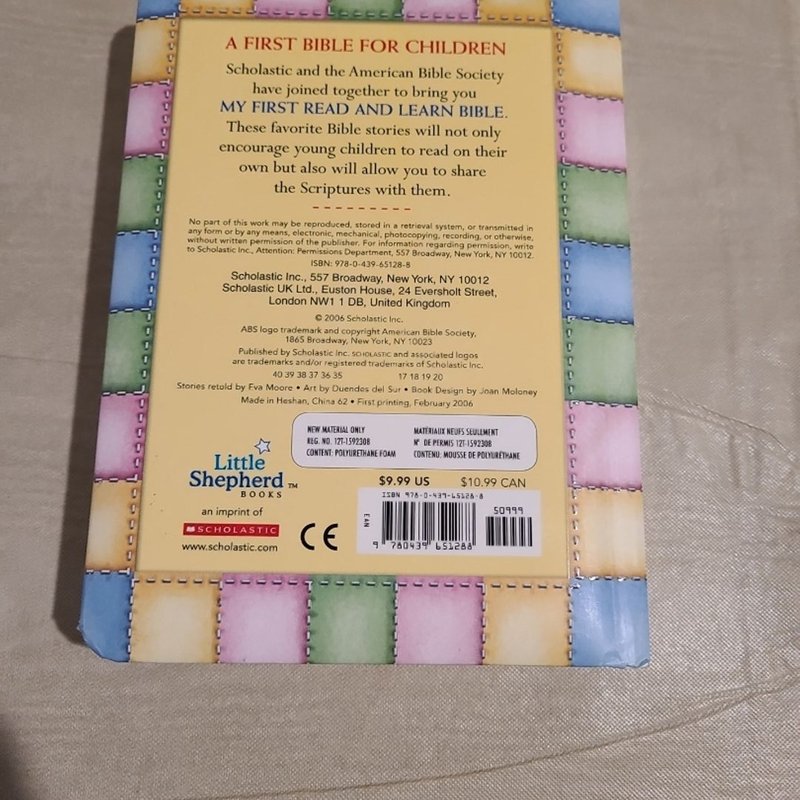 A FIRST BIBLE FOR CHILDREN
Scholastic and the American Bible Society
have joined together to bring you
MY FIRST READ AND LEARN BIBLE.
These favorite Bible stories will not only
encourage young children to read on their
own but also will allow you to share
the Scriptures with them.
No part of this work may be reproduced, stored in a retrieval system, or transmitted in
any form or by any means, electronic, mechanical, photocopying, recording, or otherwise,
without written permission of the publisher. For information regarding permission, write
to Scholastic Inc., Attention: Permissions Department, 557 Broadway, New York, NY 10012.
ISBN: 978-0-439-65128-8
Scholastic Inc., 557 Broadway, New York, NY 10012
Scholastic UK Ltd., Euston House, 24 Eversholt Street,
London NW1 1 DB, United Kingdom
© 2006 Scholastic Inc.
ABS logo trademark and copyright American Bible Society,
1865 Broadway, New York, NY 10023
Published by Scholastic Inc. SCHOLASTIC and associated logos
are trademarks and/or registered trademarks of Scholastic Inc.
40 39 38 37 36 35 17 18 19 20
Stories retold by Eva Moore • Art by Duendes del Sur • Book Design by Joan Moloney
Made in Heshan, China 62 • First printing, February 2006
NEW MATERIAL ONLY
REG. NO. 12T-1592308
CONTENT: POLYURETHANE FOAM
MATÉRIAUX NEUFS SEULLMENT
N° DE PERMIS 12T-1592308
CONTENU: MOUSSE DE POLYURÉTHANE
Little
Shepherd™
BOOKS
an imprint of
SCHOLASTIC
www.scholastic.com
CE
$9.99 US $10.99 CAN
ISBN 978-0-439-65128-8
50999
EAN
9 780439 651288